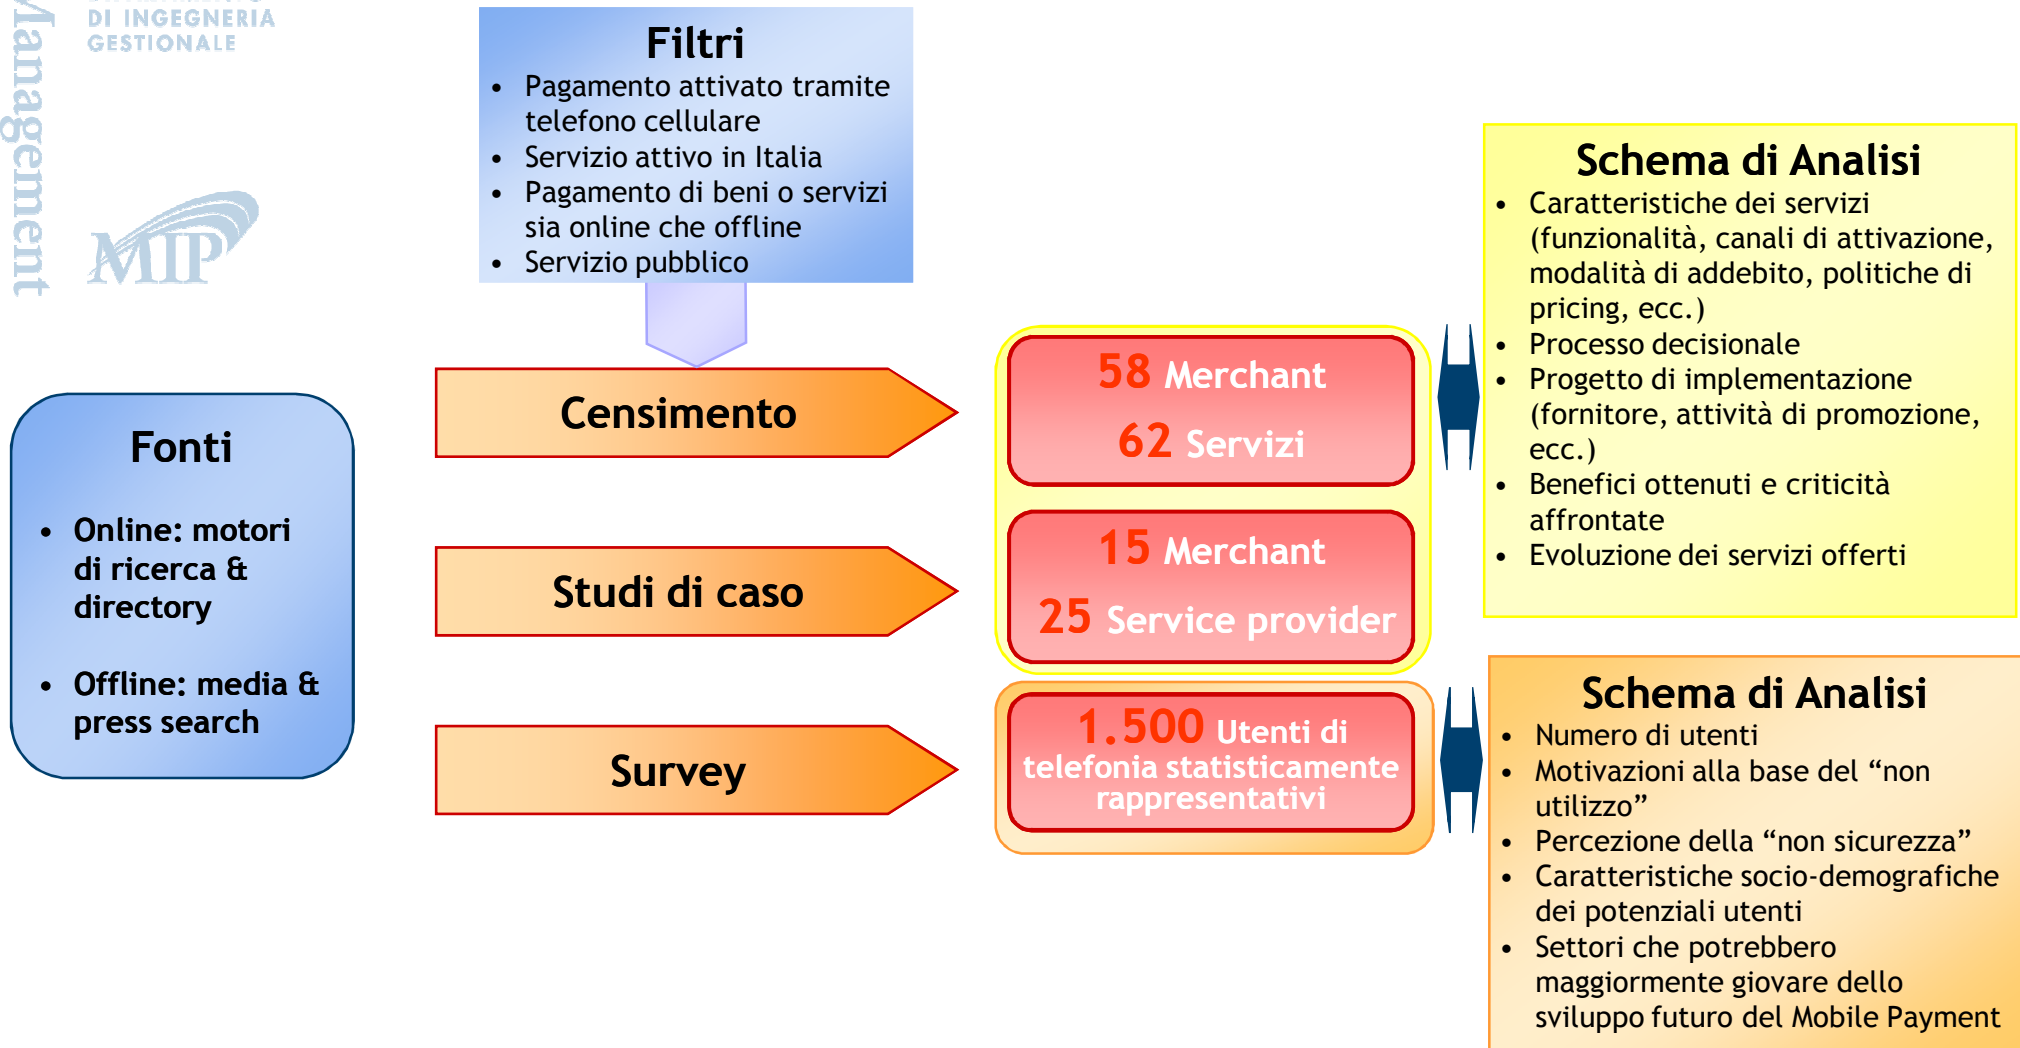 Management
DI INGEGNERIA
GESTIONALE
MIP
Filtri
• Pagamento attivato tramite
telefono cellulare
• Servizio attivo in Italia
• Pagamento di beni o servizi
sia online che offline
• Servizio pubblico
Fonti
• Online: motori
di ricerca &
directory
• Offline: media &
press search
Censimento
Studi di caso
Survey
58 Merchant
62 Servizi
15 Merchant
25 Service provider
1.500 Utenti di
telefonia statisticamente
rappresentativi
Schema di Analisi
• Caratteristiche dei servizi
(funzionalità, canali di attivazione,
modalità di addebito, politiche di
pricing, ecc.)
• Processo decisionale
• Progetto di implementazione
(fornitore, attività di promozione,
ecc.)
• Benefici ottenuti e criticità
affrontate
• Evoluzione dei servizi offerti
Schema di Analisi
• Numero di utenti
• Motivazioni alla base del “non
utilizzo”
• Percezione della “non sicurezza”
• Caratteristiche socio-demografiche
dei potenziali utenti
• Settori che potrebbero
maggiormente giovare dello
sviluppo futuro del Mobile Payment